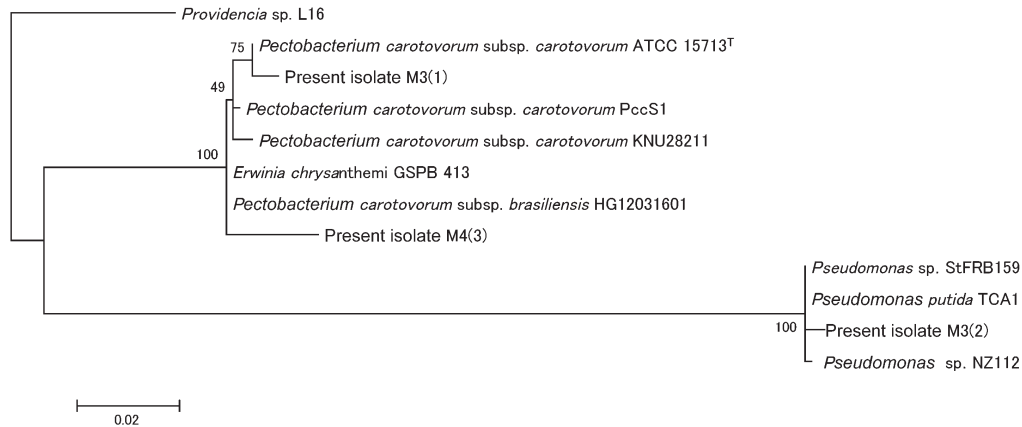 Providencia sp. L16
75
Pectobacterium carotovorum subsp. carotovorum ATCC 15713ᵀ
Present isolate M3(1)
49
Pectobacterium carotovorum subsp. carotovorum PccS1
Pectobacterium carotovorum subsp. carotovorum KNU28211
100
Erwinia chrysanthemi GSPB 413
Pectobacterium carotovorum subsp. brasiliensis HG12031601
Present isolate M4(3)
Pseudomonas sp. StFRB159
Pseudomonas putida TCA1
100
Present isolate M3(2)
Pseudomonas sp. NZ112
0.02